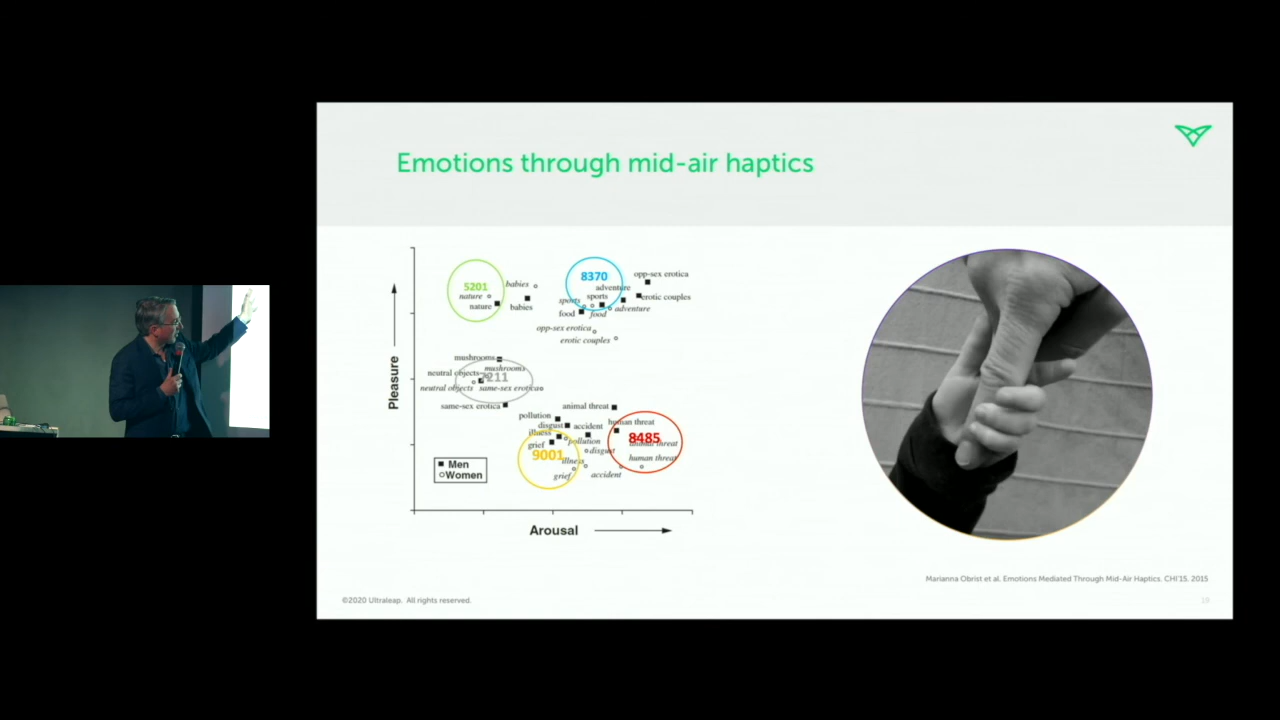 Emotions through mid-air haptics
Pleasure
5201
nature
nature
babies
babies
8370
adventure
sports
sports
food
food
adventure
opp-sex erotica
erotic couples
opp-sex erotica
erotic couples
mushrooms
mushrooms
neutral objects
neutral objects
same-sex erotica
same-sex erotica
animal threat
pollution
disgust
accident
human threat
illness
pollution
grief
disgust
9001
illness
grief
accident
8485
animal threat
human threat
Men
Women
Arousal
Marianna Obrist et al. Emotions Mediated Through Mid-Air Haptics. CHI'15, 2015
©2020 Ultraleap. All rights reserved.